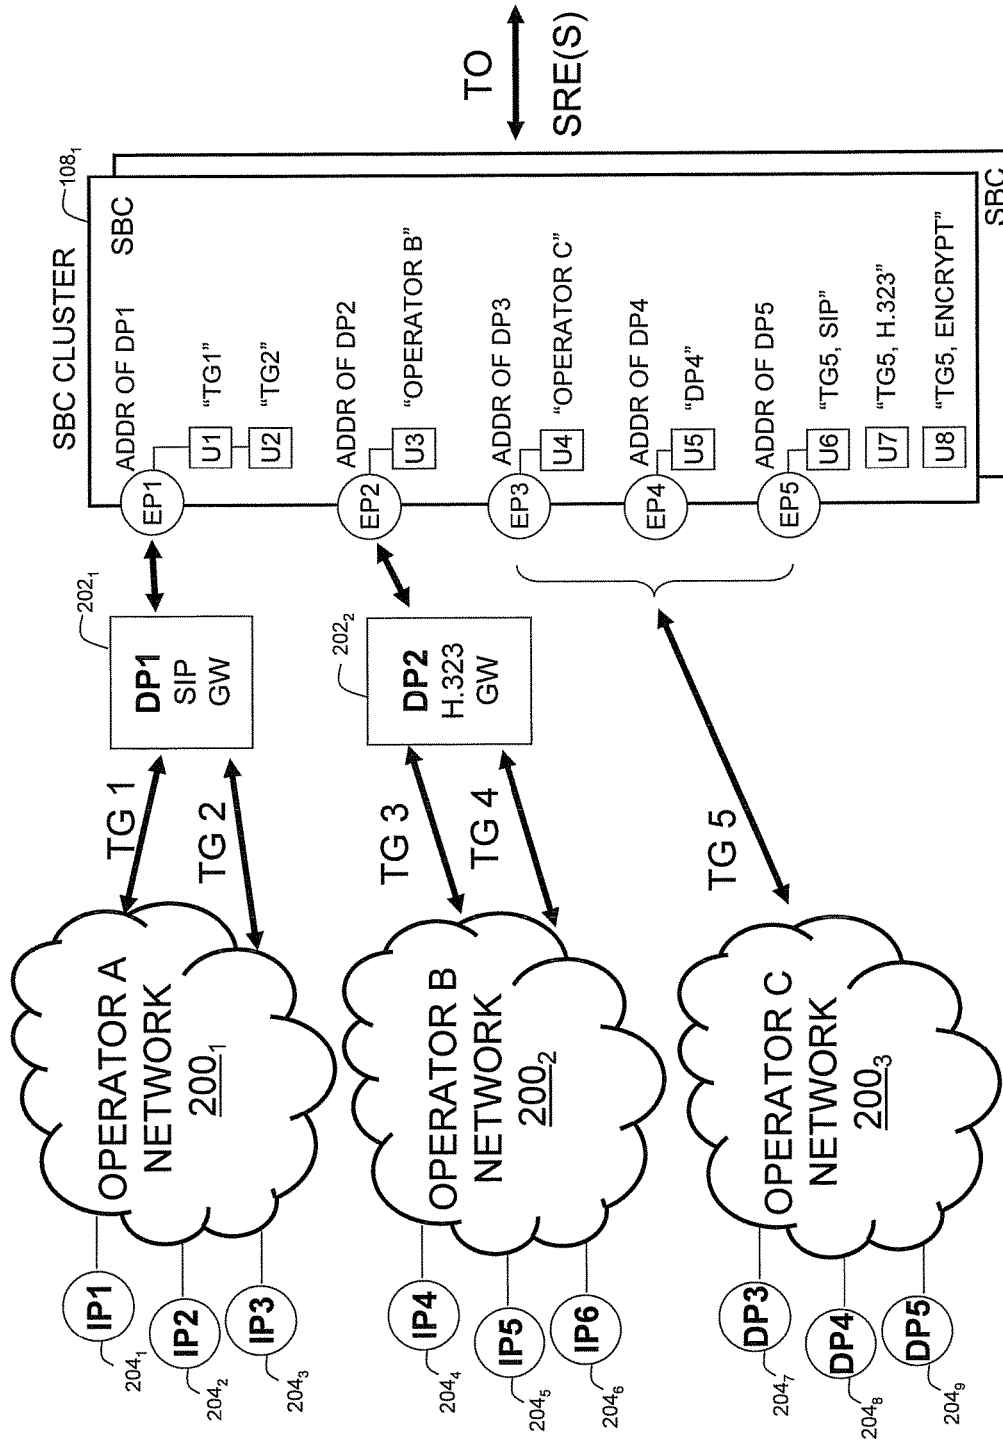 OPERATOR A
NETWORK
200₁
IP1
204₁
IP2
204₂
IP3
204₃
TG 1
TG 2
DP1
SIP
GW
202₁
OPERATOR B
NETWORK
200₂
IP4
204₄
IP5
204₅
IP6
204₆
TG 3
TG 4
DP2
H.323
GW
202₂
OPERATOR C
NETWORK
200₃
DP3
204₇
DP4
204₈
DP5
204₉
TG 5
SBC CLUSTER
108₁
SBC
ADDR OF DP1
EP1
U1 “TG1”
U2 “TG2”
ADDR OF DP2
EP2
U3 “OPERATOR B”
ADDR OF DP3
EP3
U4 “OPERATOR C”
ADDR OF DP4
EP4
U5 “DP4”
ADDR OF DP5
EP5
U6 “TG5, SIP”
U7 “TG5, H.323”
U8 “TG5, ENCRYPT”
SBC
TO
SRE(S)